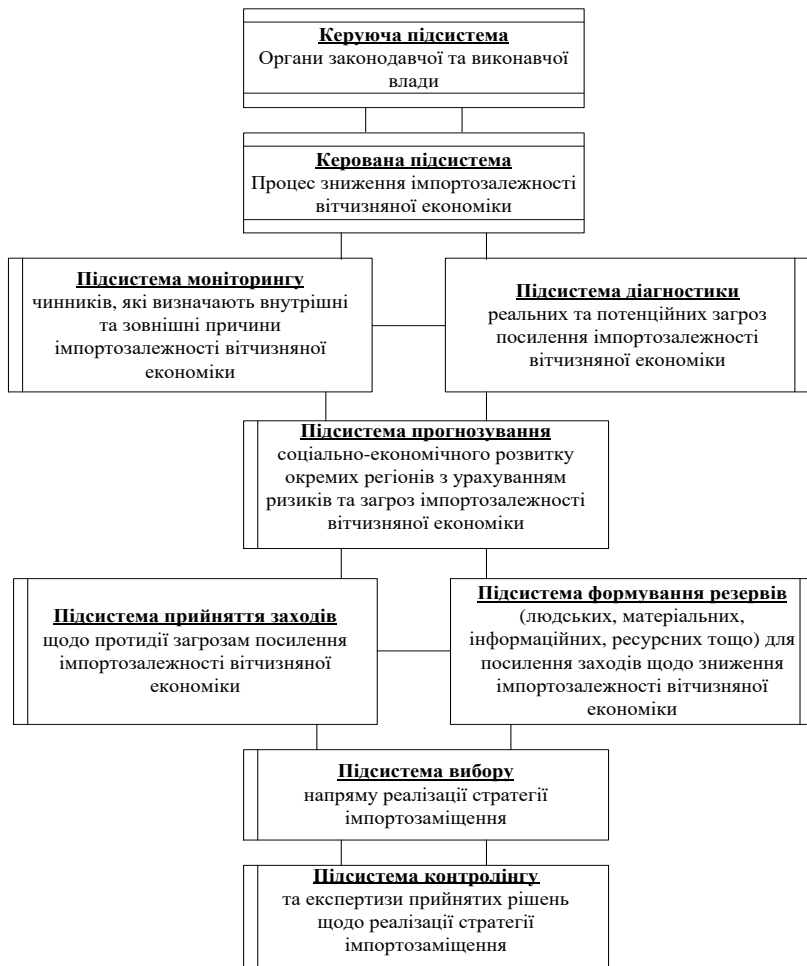 Керуюча підсистема
Органи законодавчої та виконавчої
влади
Керована підсистема
Процес зниження імпортозалежності
вітчизняної економіки
Підсистема моніторингу
чинників, які визначають внутрішні
та зовнішні причини
імпортозалежності вітчизняної
економіки
Підсистема діагностики
реальних та потенційних загроз
посилення імпортозалежності
вітчизняної економіки
Підсистема прогнозування
соціально-економічного розвитку
окремих регіонів з урахуванням
ризиків та загроз імпортозалежності
вітчизняної економіки
Підсистема прийняття заходів
щодо протидії загрозам посилення
імпортозалежності вітчизняної
економіки
Підсистема формування резервів
(людських, матеріальних,
інформаційних, ресурсних тощо) для
посилення заходів щодо зниження
імпортозалежності вітчизняної
економіки
Підсистема вибору
напряму реалізації стратегії
імпортозаміщення
Підсистема контролінгу
та експертизи прийнятих рішень
щодо реалізації стратегії
імпортозаміщення